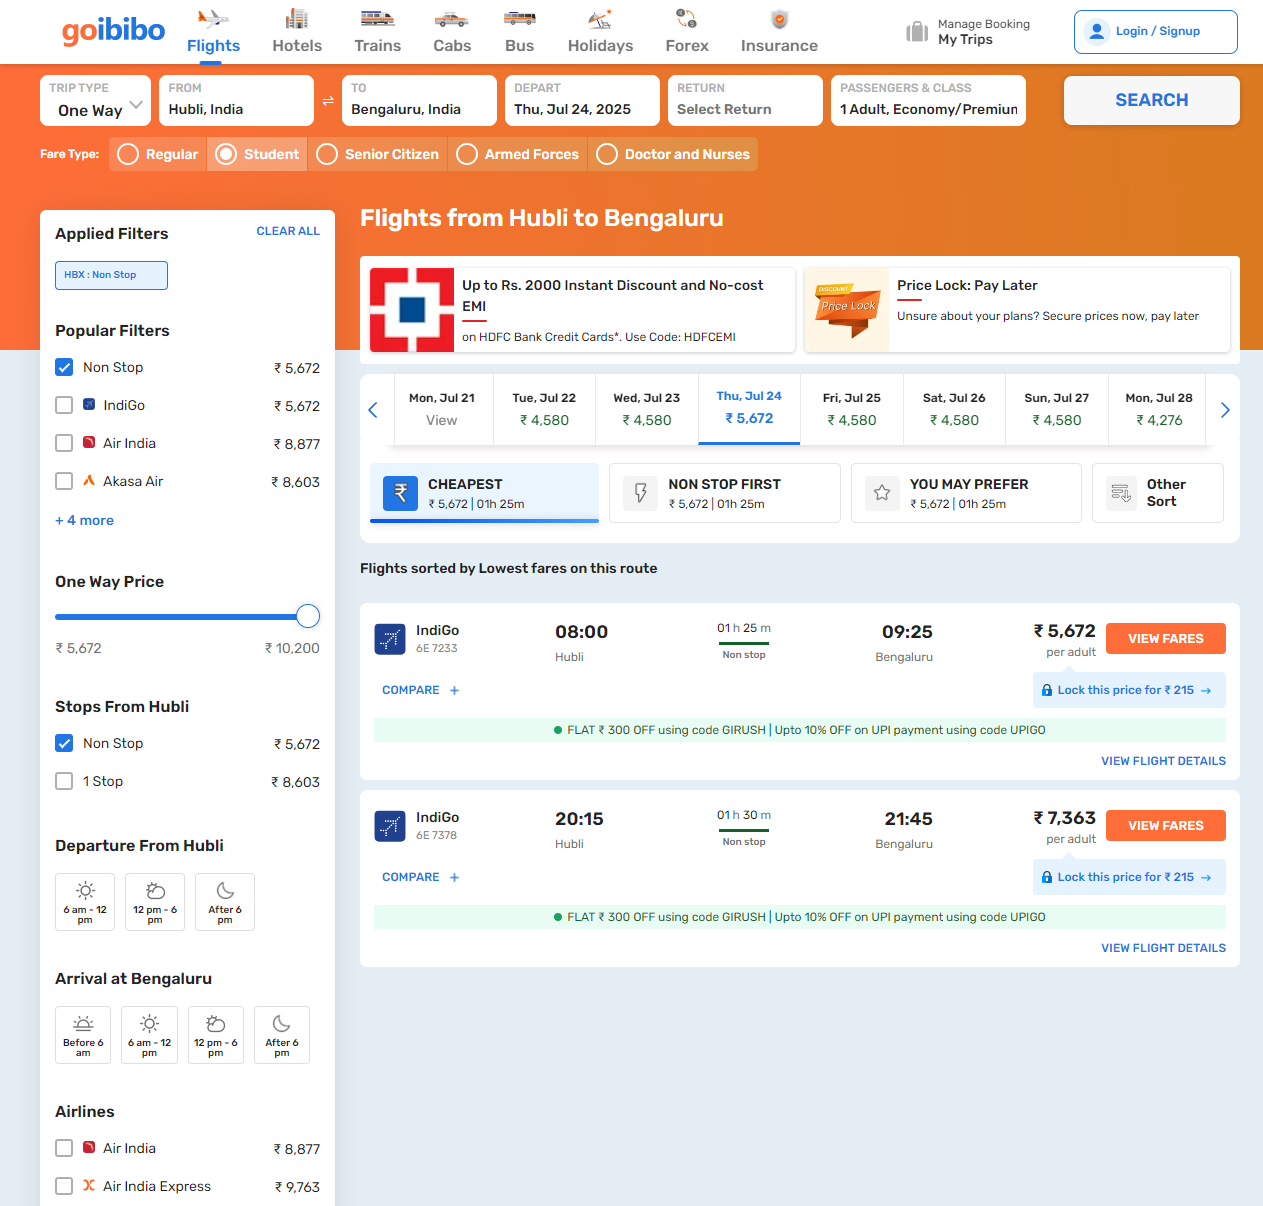 goibibo
Flights
Hotels
Trains
Cabs
Bus
Holidays
Forex
Insurance
Manage Booking
My Trips
Login / Signup
TRIP TYPE
One Way
FROM
Hubli, India
TO
Bengaluru, India
DEPART
Thu, Jul 24, 2025
RETURN
Select Return
PASSENGERS & CLASS
1 Adult, Economy/Premiun
SEARCH
Fare Type:
Regular
Student
Senior Citizen
Armed Forces
Doctor and Nurses
Applied Filters
CLEAR ALL
HBX : Non Stop
Popular Filters
Non Stop ₹ 5,672
IndiGo ₹ 5,672
Air India ₹ 8,877
Akasa Air ₹ 8,603
+ 4 more
One Way Price
₹ 5,672 ₹ 10,200
Stops From Hubli
Non Stop ₹ 5,672
1 Stop ₹ 8,603
Departure From Hubli
6 am - 12
pm
12 pm - 6
pm
After 6
pm
Arrival at Bengaluru
Before 6
am
6 am - 12
pm
12 pm - 6
pm
After 6
pm
Airlines
Air India ₹ 8,877
Air India Express ₹ 9,763
Flights from Hubli to Bengaluru
Up to Rs. 2000 Instant Discount and No-cost
EMI
on HDFC Bank Credit Cards*. Use Code: HDFCEMI
DISCOUNT
Price Lock
Price Lock: Pay Later
Unsure about your plans? Secure prices now, pay later
Mon, Jul 21
View
Tue, Jul 22
₹ 4,580
Wed, Jul 23
₹ 4,580
Thu, Jul 24
₹ 5,672
Fri, Jul 25
₹ 4,580
Sat, Jul 26
₹ 4,580
Sun, Jul 27
₹ 4,580
Mon, Jul 28
₹ 4,276
CHEAPEST
₹ 5,672 | 01h 25m
NON STOP FIRST
₹ 5,672 | 01h 25m
YOU MAY PREFER
₹ 5,672 | 01h 25m
Other
Sort
Flights sorted by Lowest fares on this route
IndiGo
6E 7233
08:00
Hubli
01 h 25 m
Non stop
09:25
Bengaluru
₹ 5,672
per adult
VIEW FARES
COMPARE +
Lock this price for ₹ 215 →
FLAT ₹ 300 OFF using code GIRUSH | Upto 10% OFF on UPI payment using code UPIGO
VIEW FLIGHT DETAILS
IndiGo
6E 7378
20:15
Hubli
01 h 30 m
Non stop
21:45
Bengaluru
₹ 7,363
per adult
VIEW FARES
COMPARE +
Lock this price for ₹ 215 →
FLAT ₹ 300 OFF using code GIRUSH | Upto 10% OFF on UPI payment using code UPIGO
VIEW FLIGHT DETAILS